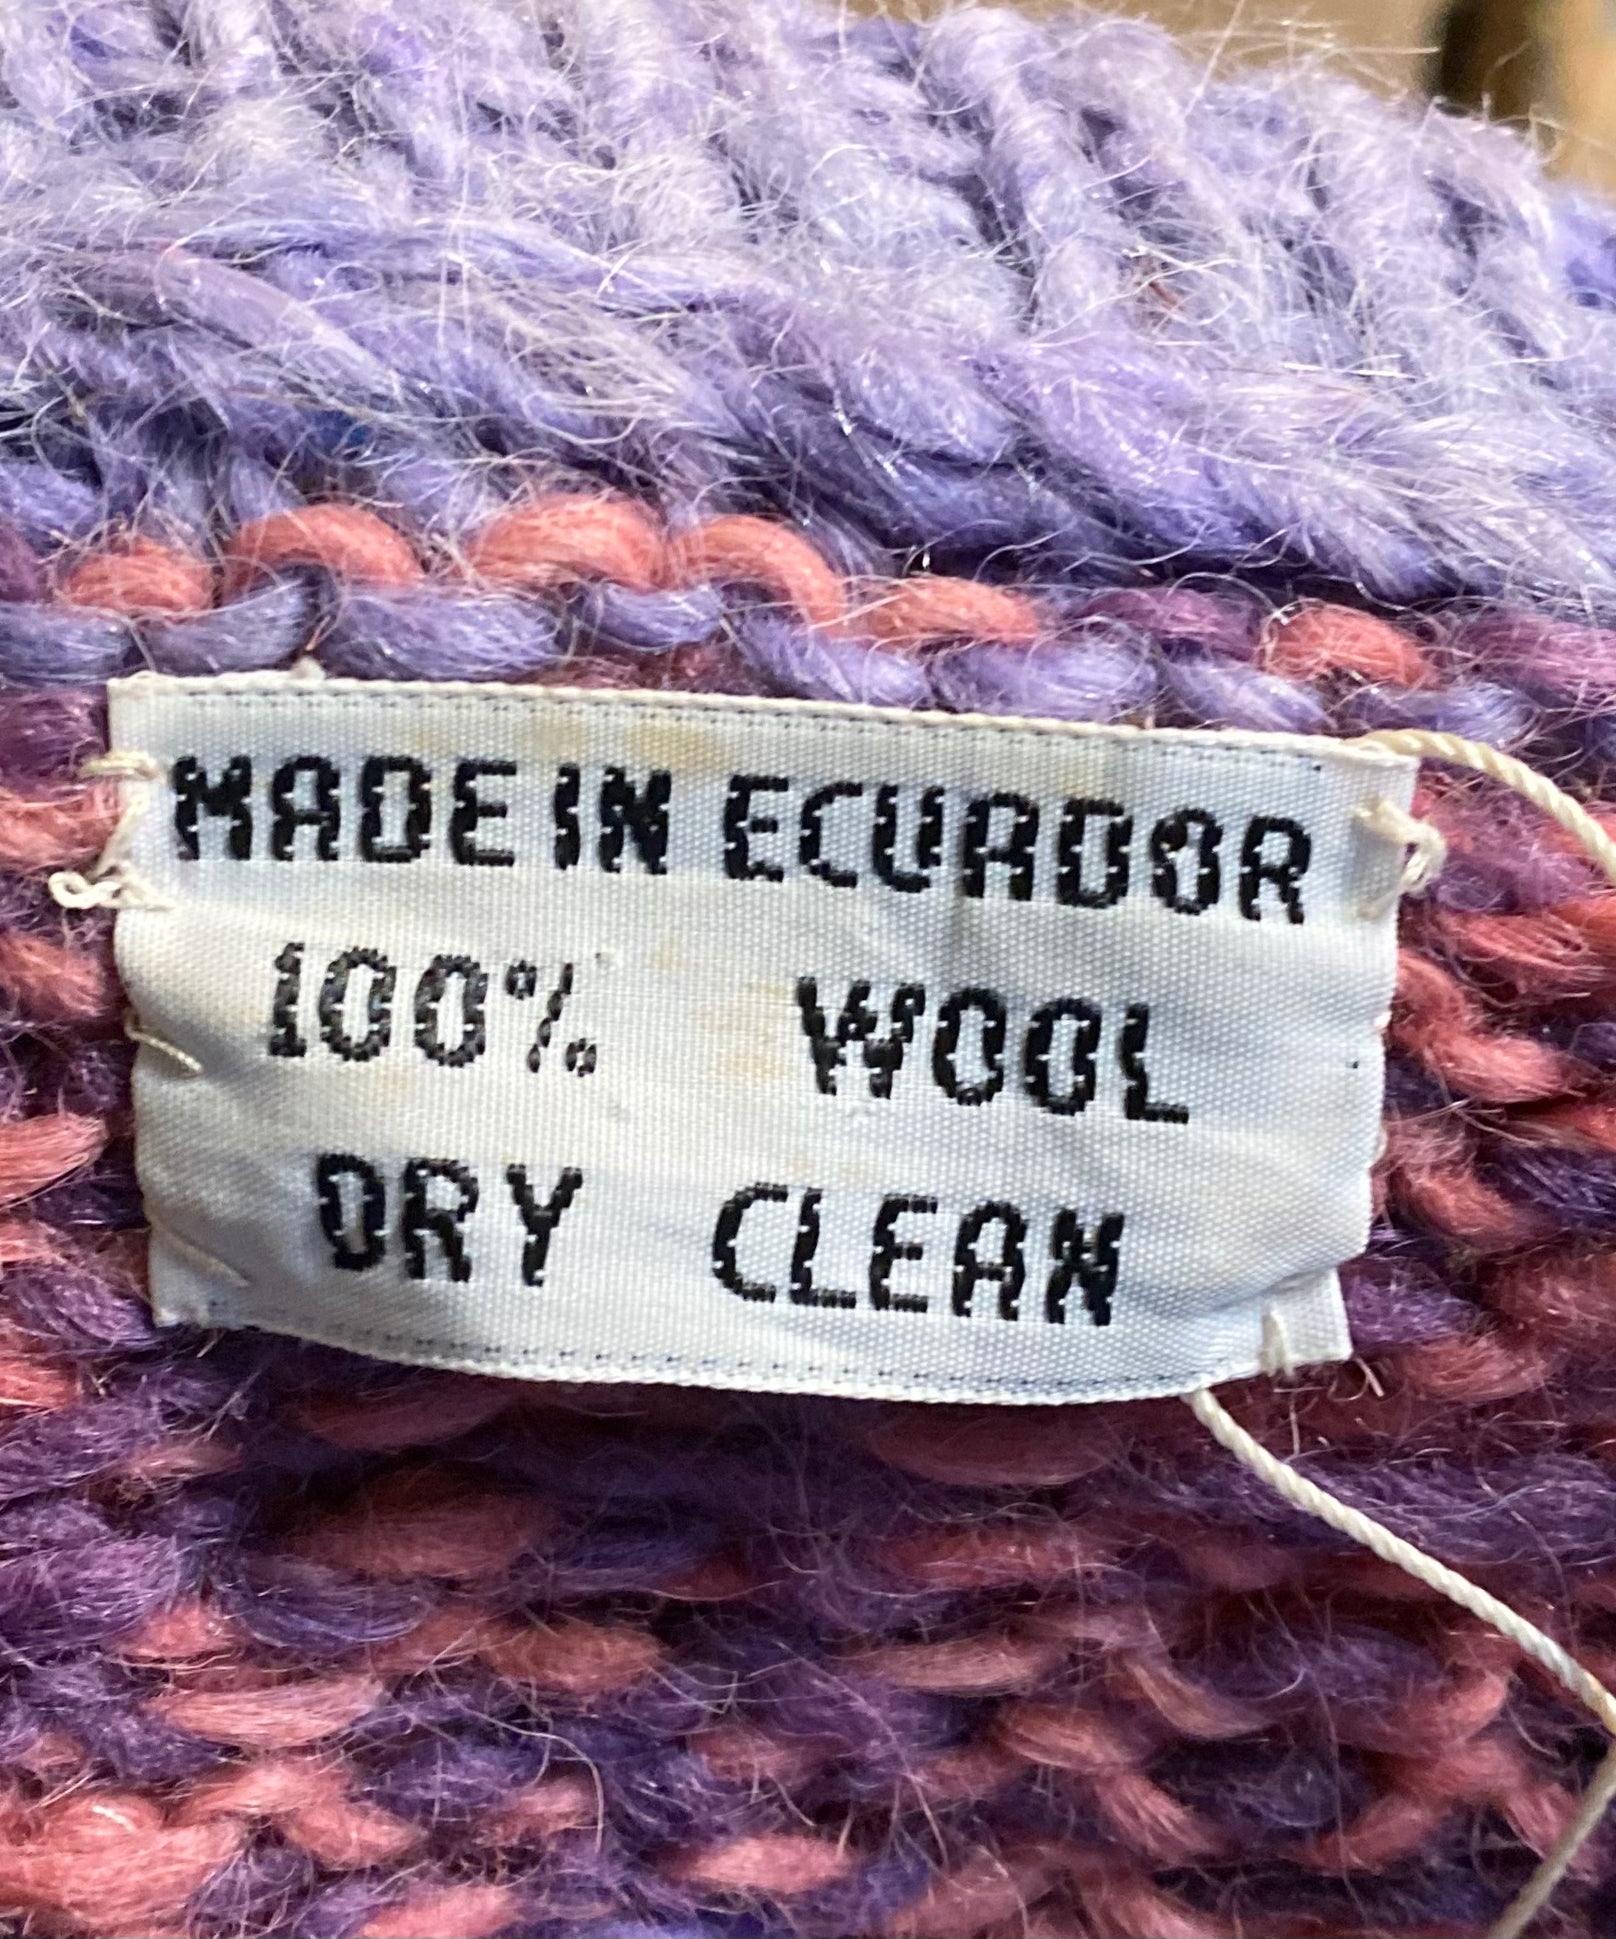 MADE IN ECUADOR
100% WOOL
DRY CLEAN